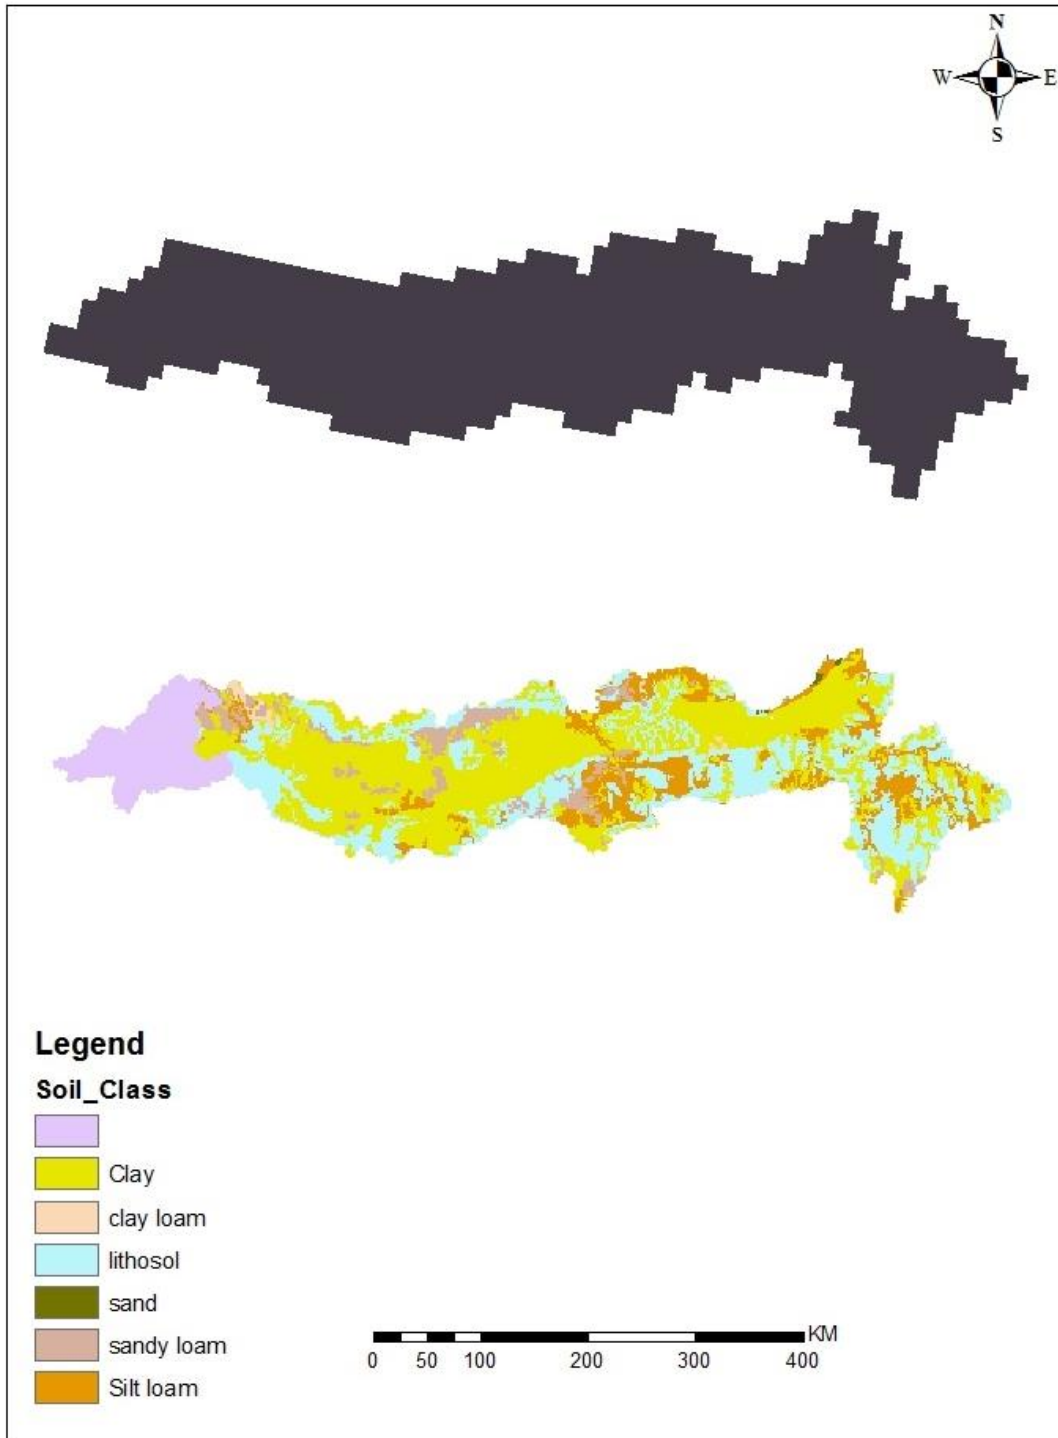 N
W E
S
Legend
Soil_Class
Clay
clay loam
lithosol
sand
sandy loam
Silt loam
KM
0 50 100 200 300 400